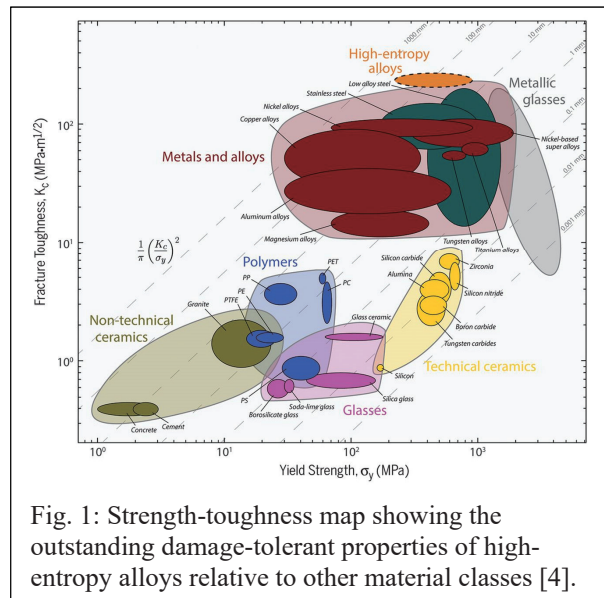 1000 mm
100 mm
10 mm
1 mm
0.1 mm
0.01 mm
0.001 mm
High-entropy
alloys
Low alloy steel
Stainless steel
Metallic
glasses
Nickel alloys
Copper alloys
Nickel-based
super alloys
Metals and alloys
Aluminum alloys
Magnesium alloys
Tungsten alloys
Titanium alloys
Fracture Toughness, Kc (MPa•m1/2)
10²
10¹
10⁰
1/π (Kc/σy)²
Polymers
PET
PP
PC
PE
PTFE
Granite
Non-technical
ceramics
Silicon carbide
Zirconia
Alumina
Silicon nitride
Boron carbide
Tungsten carbides
Glass ceramic
Technical ceramics
Silicon
PS
Soda-lime glass
Silica glass
Borosilicate glass
Glasses
Concrete
Cement
10⁰
10¹
10²
10³
Yield Strength, σy (MPa)
Fig. 1: Strength-toughness map showing the
outstanding damage-tolerant properties of high-
entropy alloys relative to other material classes [4].